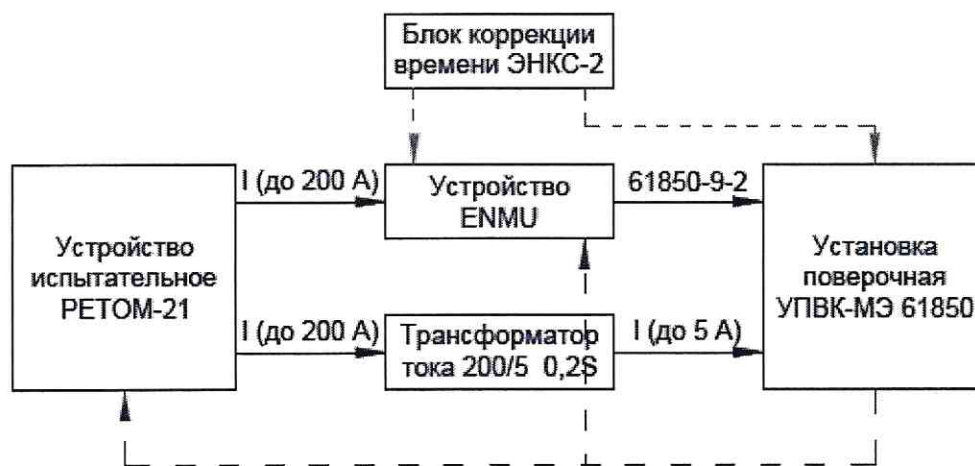 Блок коррекции
времени ЭНКС-2
I (до 200 А)
Устройство
ENMU
61850-9-2
Устройство
испытательное
РЕТОМ-21
Установка
поверочная
УПВК-МЭ 61850
I (до 200 А)
Трансформатор
тока 200/5 0,2S
I (до 5 А)